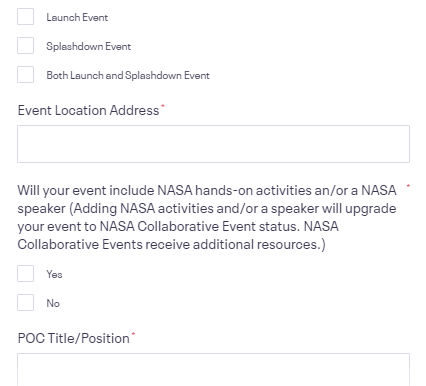 Launch Event
Splashdown Event
Both Launch and Splashdown Event
Event Location Address*
Will your event include NASA hands-on activities an/or a NASA *
speaker (Adding NASA activities and/or a speaker will upgrade
your event to NASA Collaborative Event status. NASA
Collaborative Events receive additional resources.)
Yes
No
POC Title/Position*